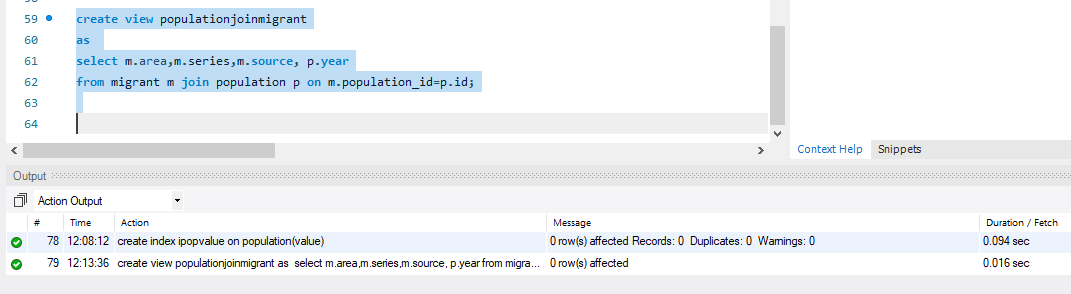 59 create view populationjoinmigrant
60 as
61 select m.area,m.series,m.source, p.year
62 from migrant m join population p on m.population_id=p.id;
63
64
Context Help Snippets
Output
Action Output
# Time Action Message Duration / Fetch
78 12:08:12 create index ipopvalue on population(value) 0 row(s) affected Records: 0 Duplicates: 0 Warnings: 0 0.094 sec
79 12:13:36 create view populationjoinmigrant as select m.area,m.series,m.source, p.year from migra... 0 row(s) affected 0.016 sec